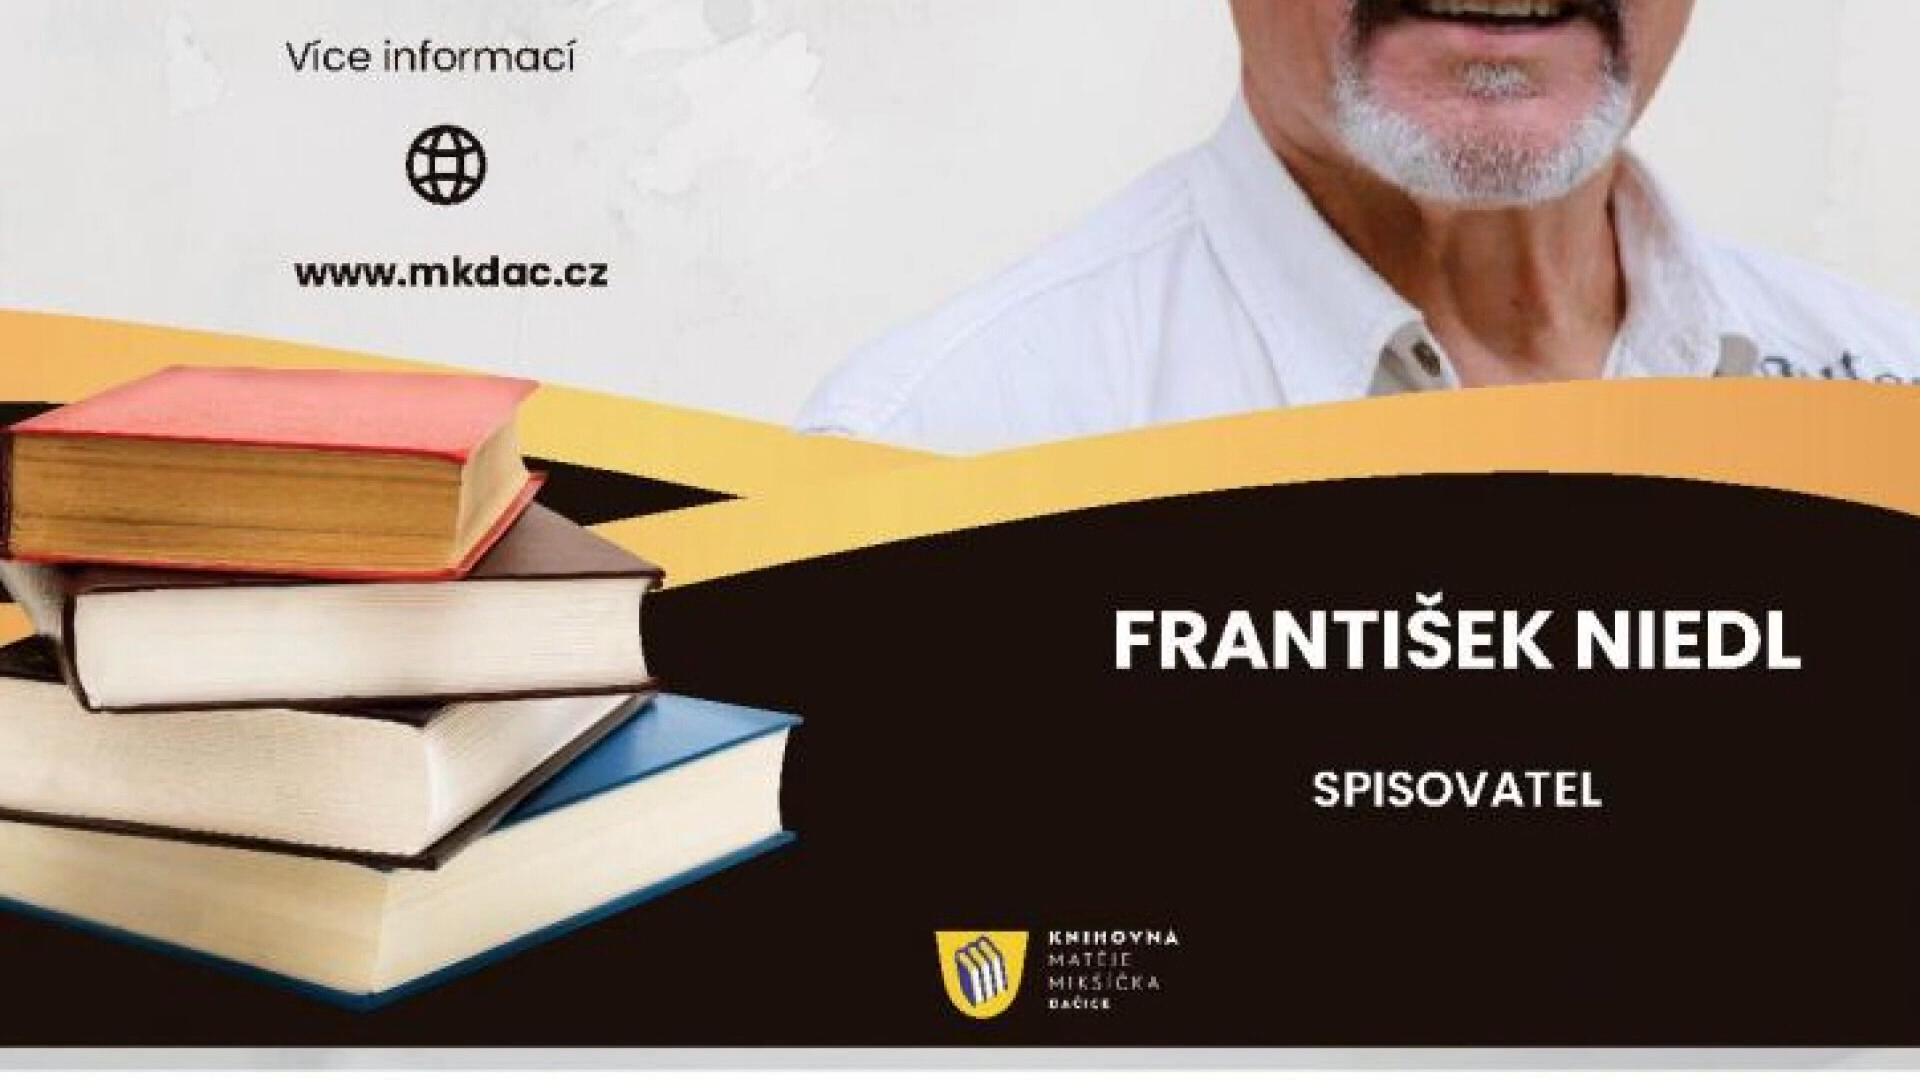 Více informací
www.mkdac.cz
FRANTIŠEK NIEDL
SPISOVATEL
KNIHOVNA
MATĚJE
MIKŠÍČKA
DAČICE